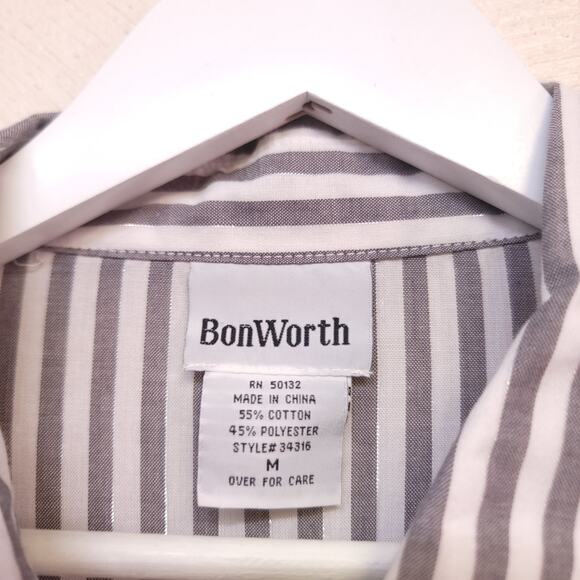 BonWorth
RN 50132
MADE IN CHINA
55% COTTON
45% POLYESTER
STYLE# 34316
M
OVER FOR CARE